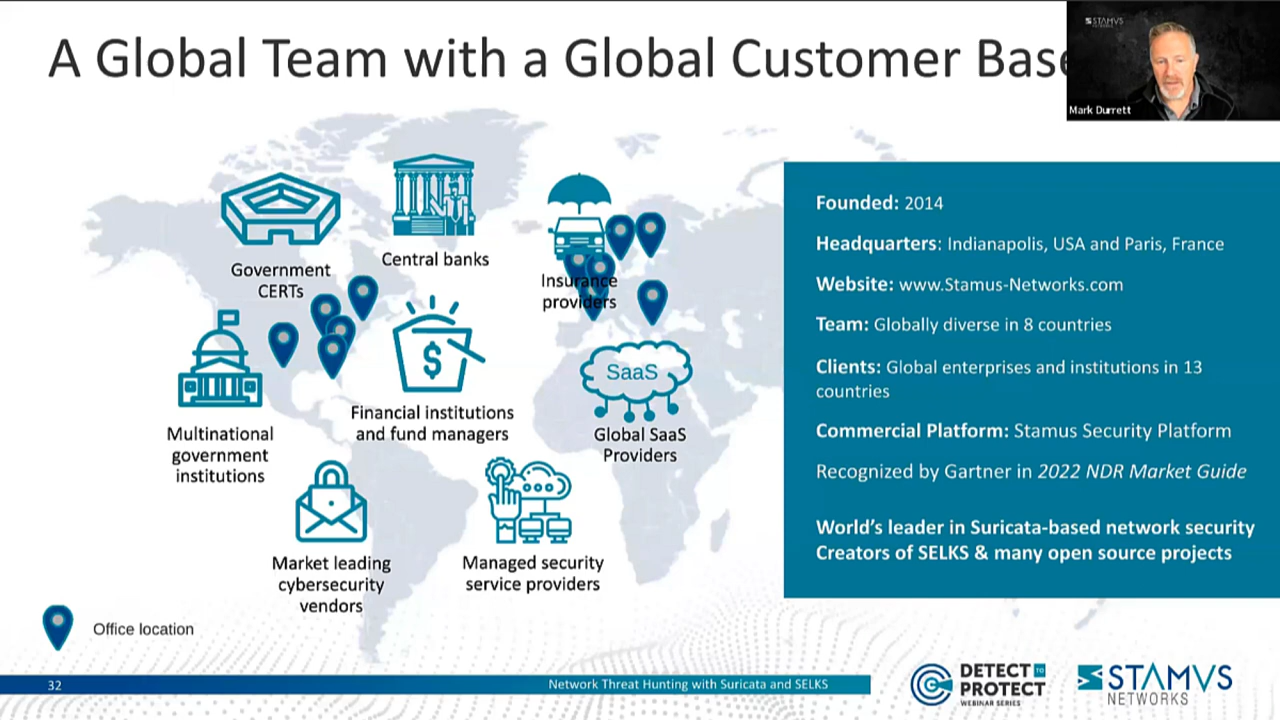 A Global Team with a Global Customer Base
STAMVS
NETWORKS
Mark Durrett
Government
CERTs
Central banks
Insurance
providers
Multinational
government
institutions
Financial institutions
and fund managers
$
SaaS
Global SaaS
Providers
Market leading
cybersecurity
vendors
Managed security
service providers
Office location
Founded: 2014
Headquarters: Indianapolis, USA and Paris, France
Website: www.Stamus-Networks.com
Team: Globally diverse in 8 countries
Clients: Global enterprises and institutions in 13
countries
Commercial Platform: Stamus Security Platform
Recognized by Gartner in 2022 NDR Market Guide
World's leader in Suricata-based network security
Creators of SELKS & many open source projects
32
Network Threat Hunting with Suricata and SELKS
DETECT TO
PROTECT
WEBINAR SERIES
STAMVS
NETWORKS